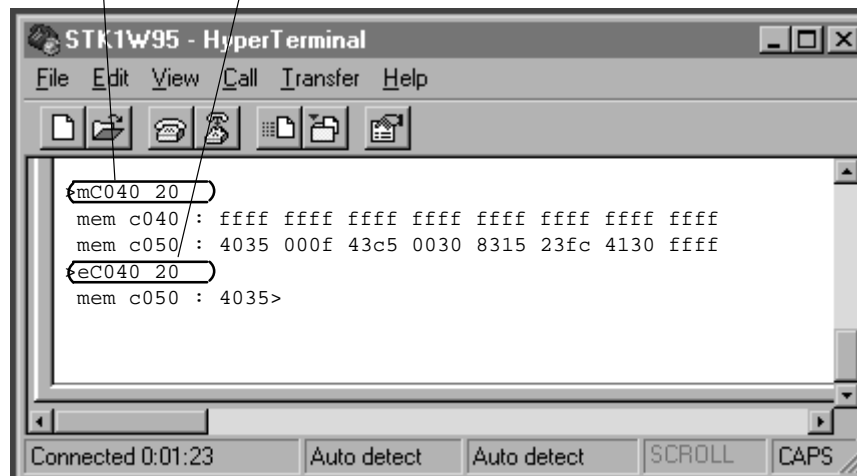 STK1W95 - HyperTerminal
File Edit View Call Transfer Help
>mC040 20
mem c040 : ffff ffff ffff ffff ffff ffff ffff ffff
mem c050 : 4035 000f 43c5 0030 8315 23fc 4130 ffff
>eC040 20
mem c050 : 4035>
Connected 0:01:23 Auto detect Auto detect SCROLL CAPS